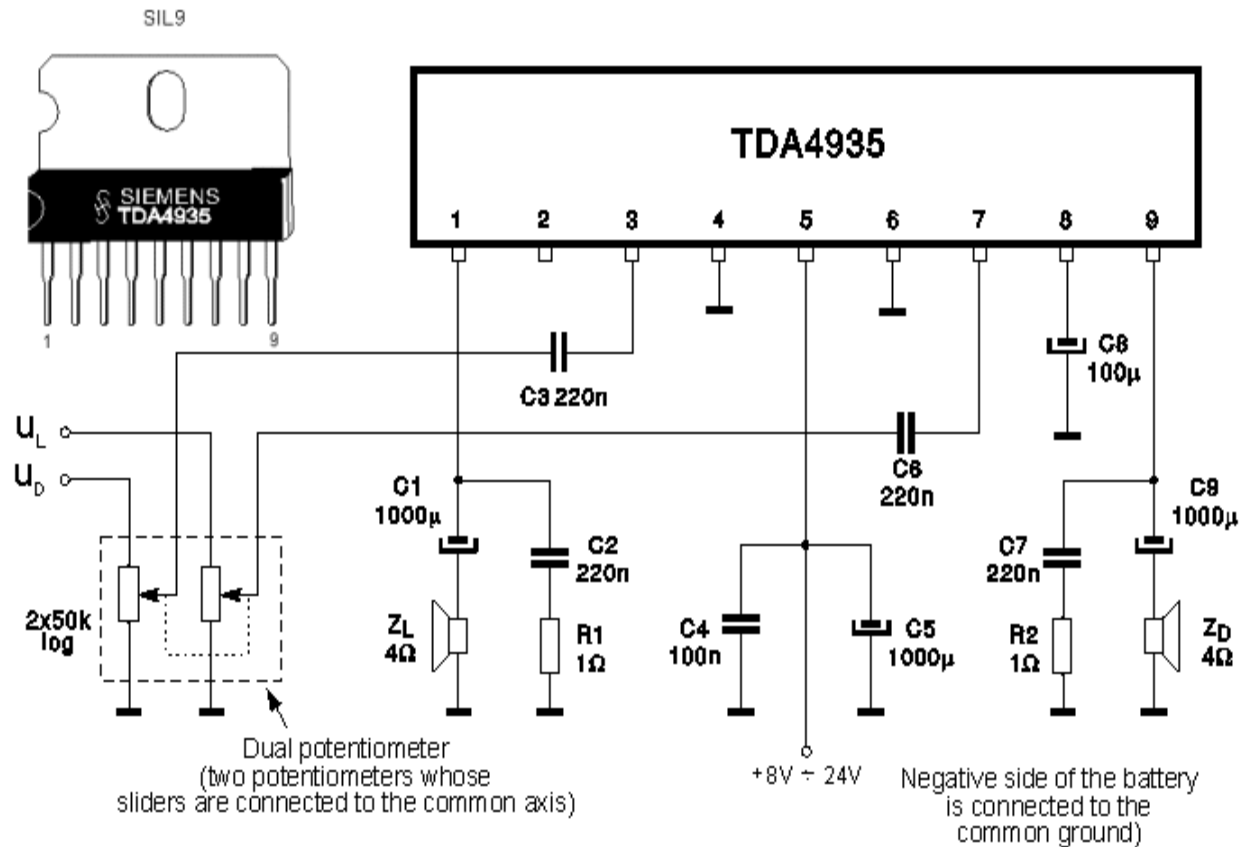 SIL9
SIEMENS
TDA4935
1
9
TDA4935
1 2 3 4 5 6 7 8 9
C3 220n
C8
100µ
C6
220n
uL
uD
2x50k
log
C1
1000µ
C2
220n
ZL
4Ω
R1
1Ω
C4
100n
C5
1000µ
C7
220n
C9
1000µ
R2
1Ω
ZD
4Ω
Dual potentiometer
(two potentiometers whose
sliders are connected to the common axis)
+8V ÷ 24V
Negative side of the battery
is connected to the
common ground)